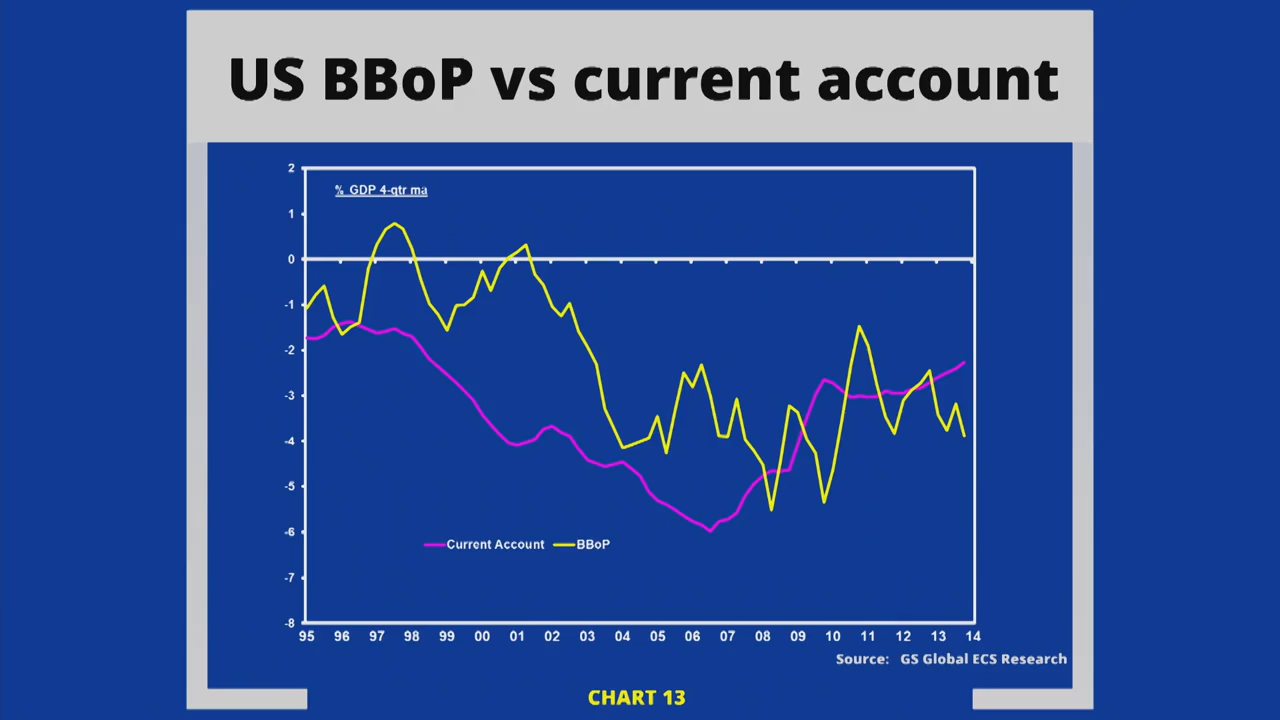 US BBoP vs current account
% GDP 4-qtr ma
2
1
0
-1
-2
-3
-4
-5
-6
-7
-8
Current Account BBoP
95 96 97 98 99 00 01 02 03 04 05 06 07 08 09 10 11 12 13 14
Source: GS Global ECS Research
CHART 13